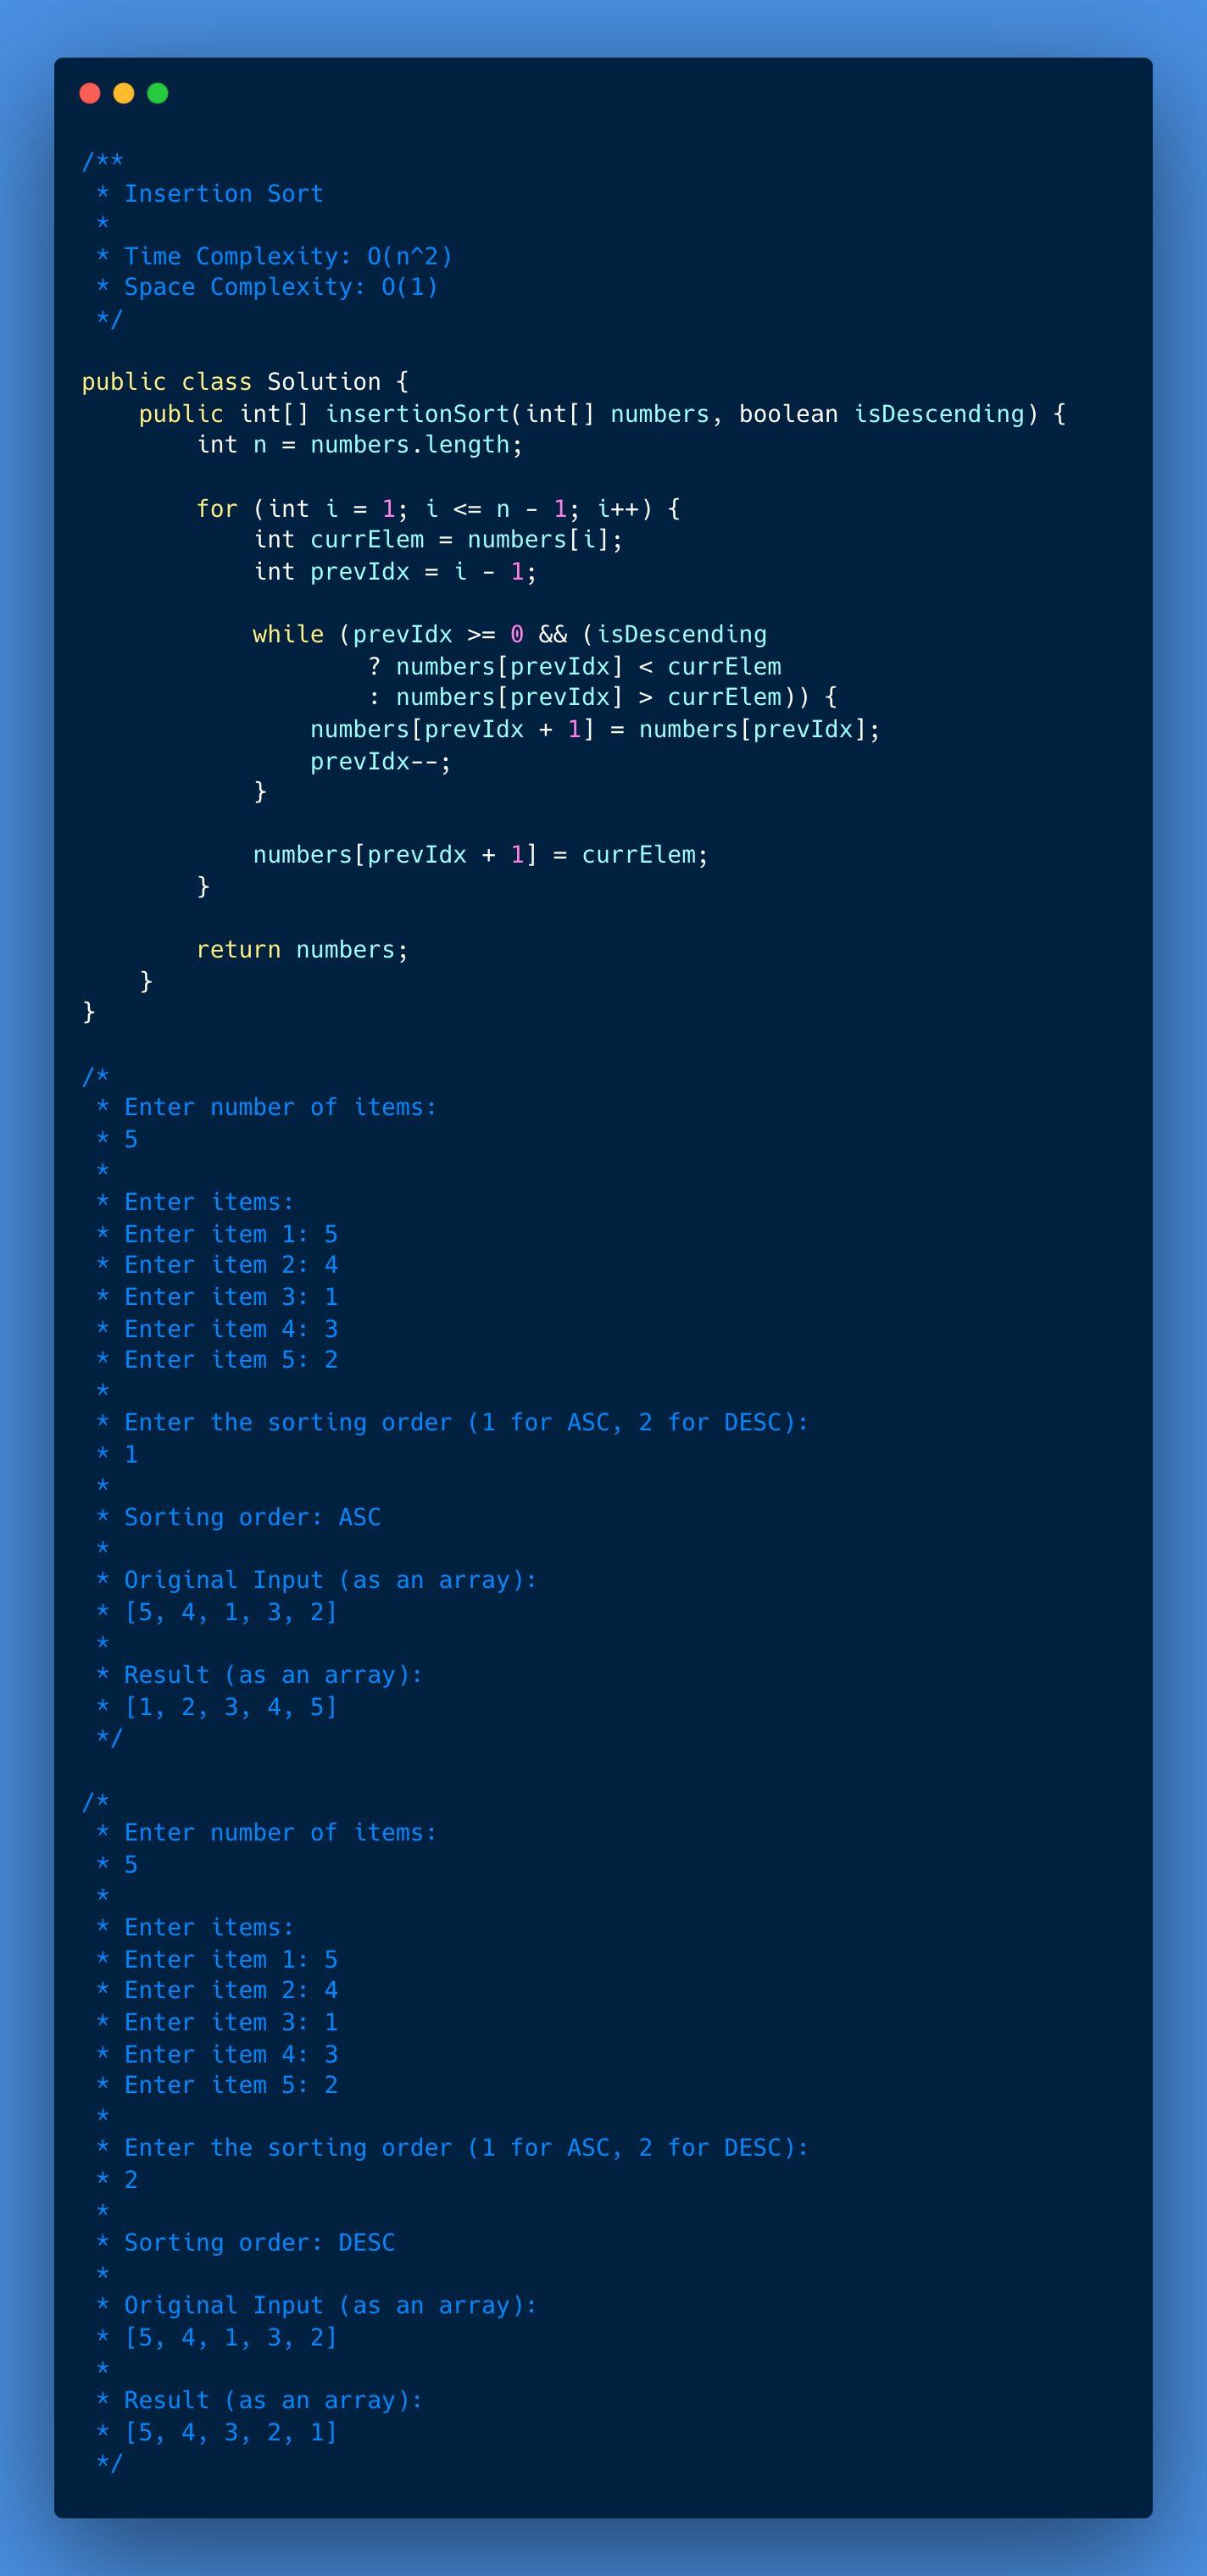 /**
 * Insertion Sort
 *
 * Time Complexity: O(n^2)
 * Space Complexity: O(1)
 */

public class Solution {
    public int[] insertionSort(int[] numbers, boolean isDescending) {
        int n = numbers.length;

        for (int i = 1; i <= n - 1; i++) {
            int currElem = numbers[i];
            int prevIdx = i - 1;

            while (prevIdx >= 0 && (isDescending
                    ? numbers[prevIdx] < currElem
                    : numbers[prevIdx] > currElem)) {
                numbers[prevIdx + 1] = numbers[prevIdx];
                prevIdx--;
            }

            numbers[prevIdx + 1] = currElem;
        }

        return numbers;
    }
}

/*
 * Enter number of items:
 * 5
 *
 * Enter items:
 * Enter item 1: 5
 * Enter item 2: 4
 * Enter item 3: 1
 * Enter item 4: 3
 * Enter item 5: 2
 *
 * Enter the sorting order (1 for ASC, 2 for DESC):
 * 1
 *
 * Sorting order: ASC
 *
 * Original Input (as an array):
 * [5, 4, 1, 3, 2]
 *
 * Result (as an array):
 * [1, 2, 3, 4, 5]
 */

/*
 * Enter number of items:
 * 5
 *
 * Enter items:
 * Enter item 1: 5
 * Enter item 2: 4
 * Enter item 3: 1
 * Enter item 4: 3
 * Enter item 5: 2
 *
 * Enter the sorting order (1 for ASC, 2 for DESC):
 * 2
 *
 * Sorting order: DESC
 *
 * Original Input (as an array):
 * [5, 4, 1, 3, 2]
 *
 * Result (as an array):
 * [5, 4, 3, 2, 1]
 */